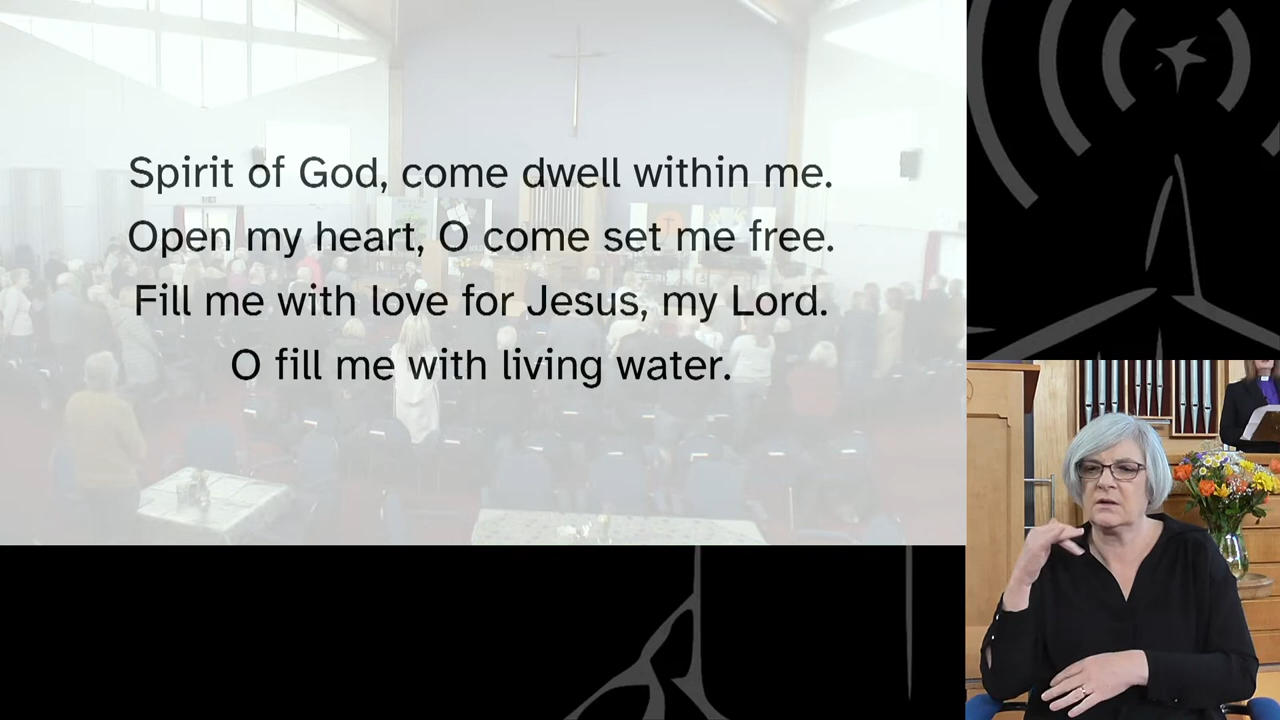 Spirit of God, come dwell within me.
Open my heart, O come set me free.
Fill me with love for Jesus, my Lord.
O fill me with living water.